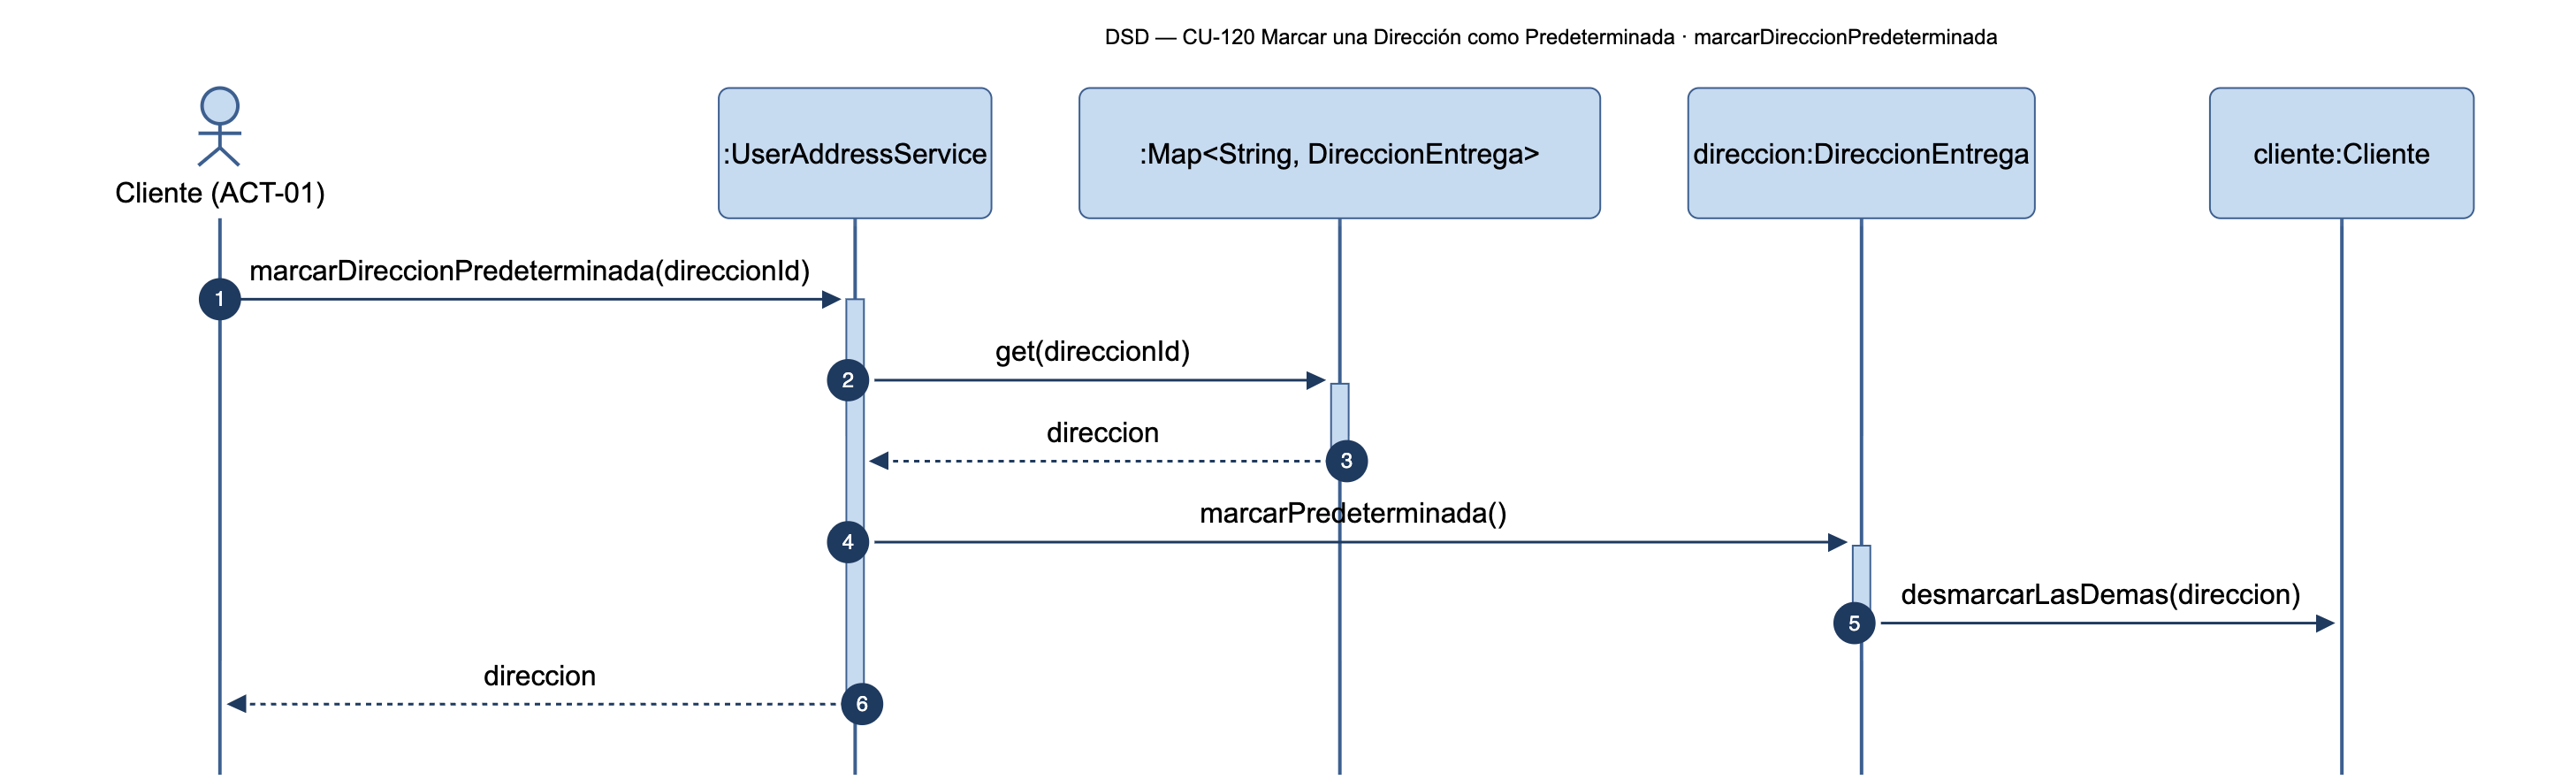 DSD — CU-120 Marcar una Dirección como Predeterminada · marcarDireccionPredeterminada
Cliente (ACT-01)
:UserAddressService
:Map<String, DireccionEntrega>
direccion:DireccionEntrega
cliente:Cliente
1 marcarDireccionPredeterminada(direccionId)
2 get(direccionId)
3 direccion
4 marcarPredeterminada()
5 desmarcarLasDemas(direccion)
6 direccion